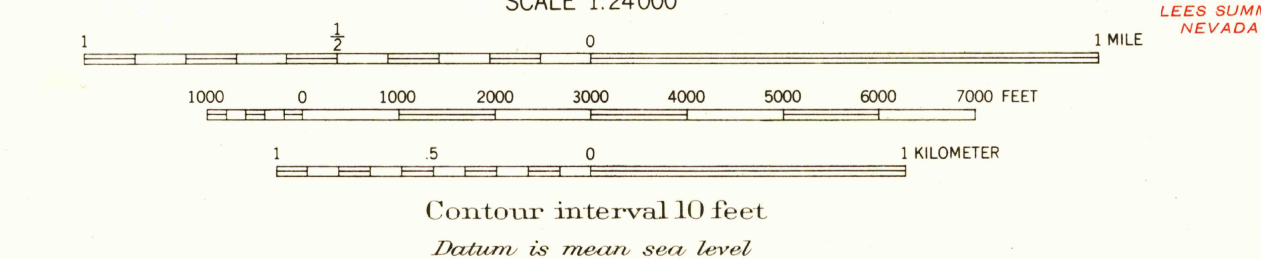 SCALE 1:24000
LEES SUMM
NEVADA
1 ½ 0 1 MILE
1000 0 1000 2000 3000 4000 5000 6000 7000 FEET
1 .5 0 1 KILOMETER
Contour interval 10 feet
Datum is mean sea level